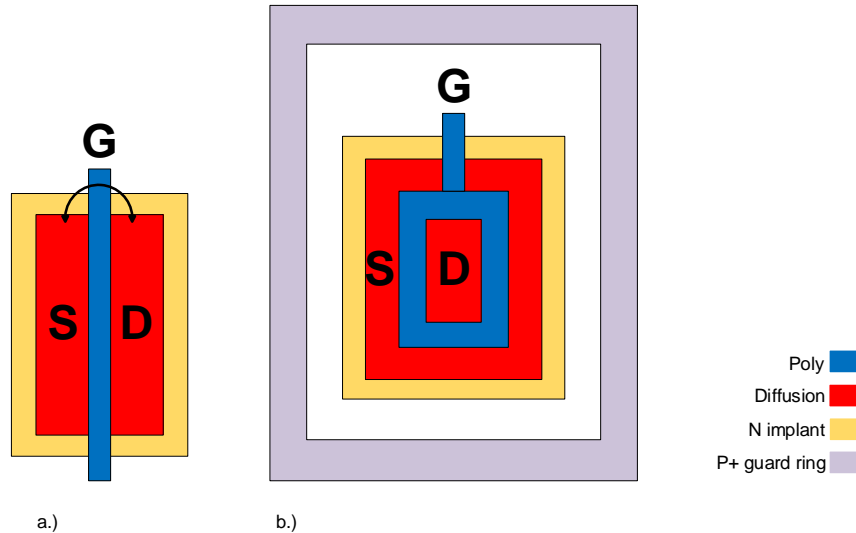 G
S
D
a.)
G
S
D
b.)
Poly
Diffusion
N implant
P+ guard ring